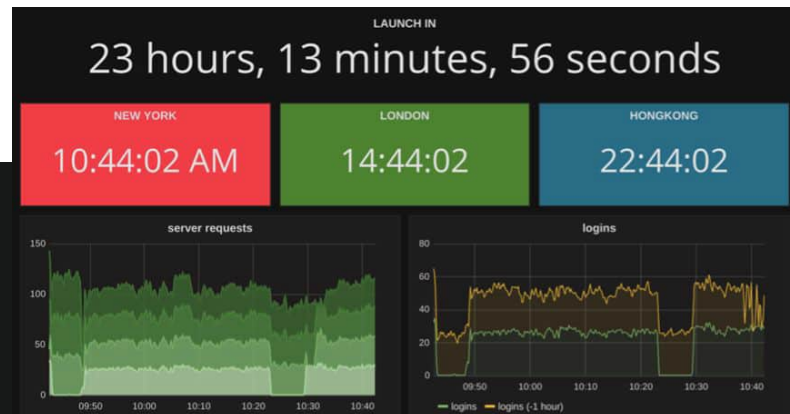 LAUNCH IN
23 hours, 13 minutes, 56 seconds
NEW YORK
10:44:02 AM
LONDON
14:44:02
HONGKONG
22:44:02
server requests
150
100
50
0
09:50 10:00 10:10 10:20 10:30 10:40
logins
80
60
40
20
0
09:50 10:00 10:10 10:20 10:30 10:40
logins logins (-1 hour)